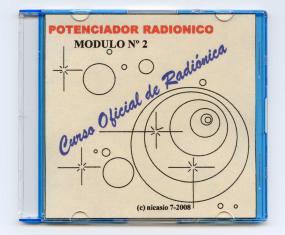 POTENCIADOR RADIONICO
MODULO Nº 2
Curso Oficial de Radiónica
(c) nicasio 7-2008